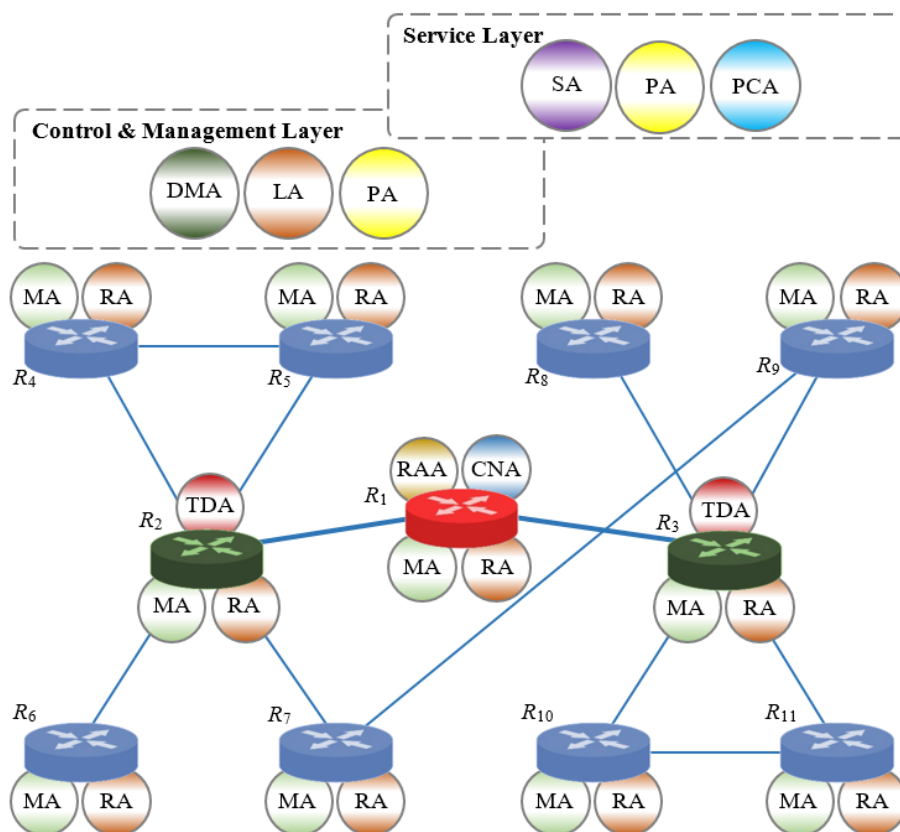 Service Layer
SA PA PCA
Control & Management Layer
DMA LA PA
MA RA MA RA MA RA MA RA
R4 R5 R8 R9
RAA CNA
TDA R1 TDA
R2 R3
MA RA
MA RA MA RA
R6 R7 R10 R11
MA RA MA RA MA RA MA RA